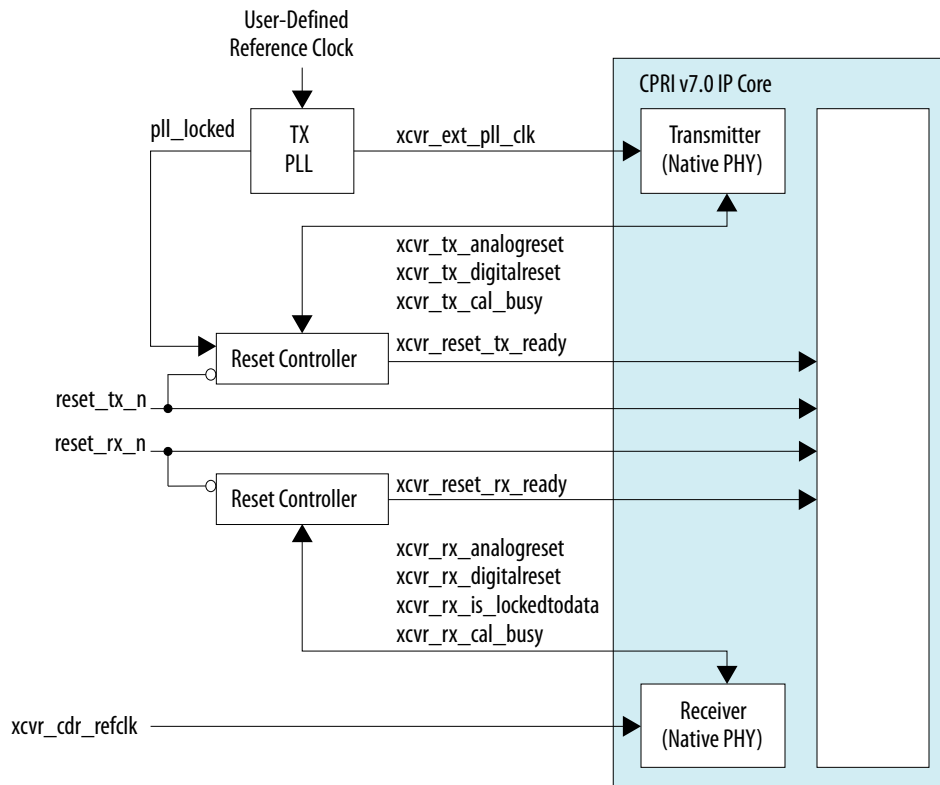 User-Defined
Reference Clock
CPRI v7.0 IP Core
pll_locked
TX
PLL
xcvr_ext_pll_clk
Transmitter
(Native PHY)
xcvr_tx_analogreset
xcvr_tx_digitalreset
xcvr_tx_cal_busy
Reset Controller
xcvr_reset_tx_ready
reset_tx_n
reset_rx_n
Reset Controller
xcvr_reset_rx_ready
xcvr_rx_analogreset
xcvr_rx_digitalreset
xcvr_rx_is_lockedtodata
xcvr_rx_cal_busy
xcvr_cdr_refclk
Receiver
(Native PHY)